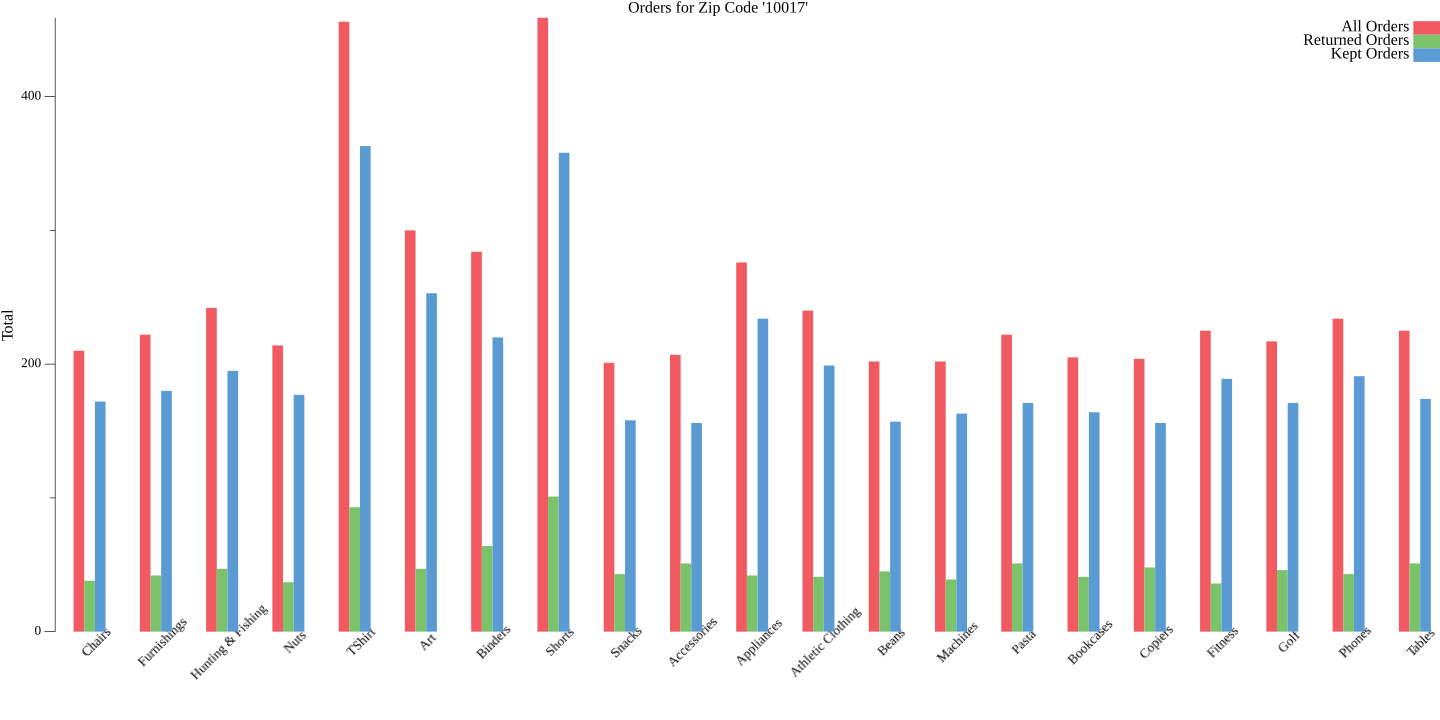 Orders for Zip Code '10017'
All Orders
Returned Orders
Kept Orders
Total
400
200
0
Chairs
Furnishings
Hunting & Fishing
Nuts
TShirt
Art
Binders
Shorts
Snacks
Accessories
Appliances
Athletic Clothing
Beans
Machines
Pasta
Bookcases
Copiers
Fitness
Golf
Phones
Tables